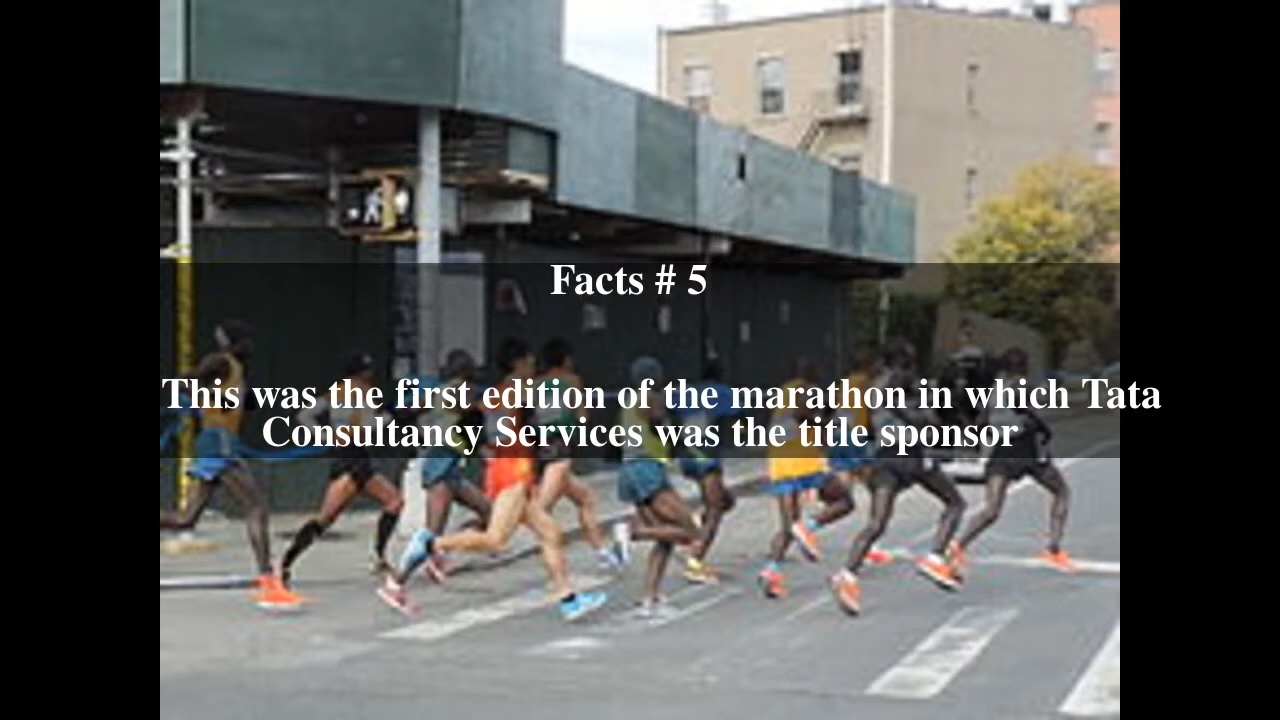 Facts # 5
This was the first edition of the marathon in which Tata
Consultancy Services was the title sponsor